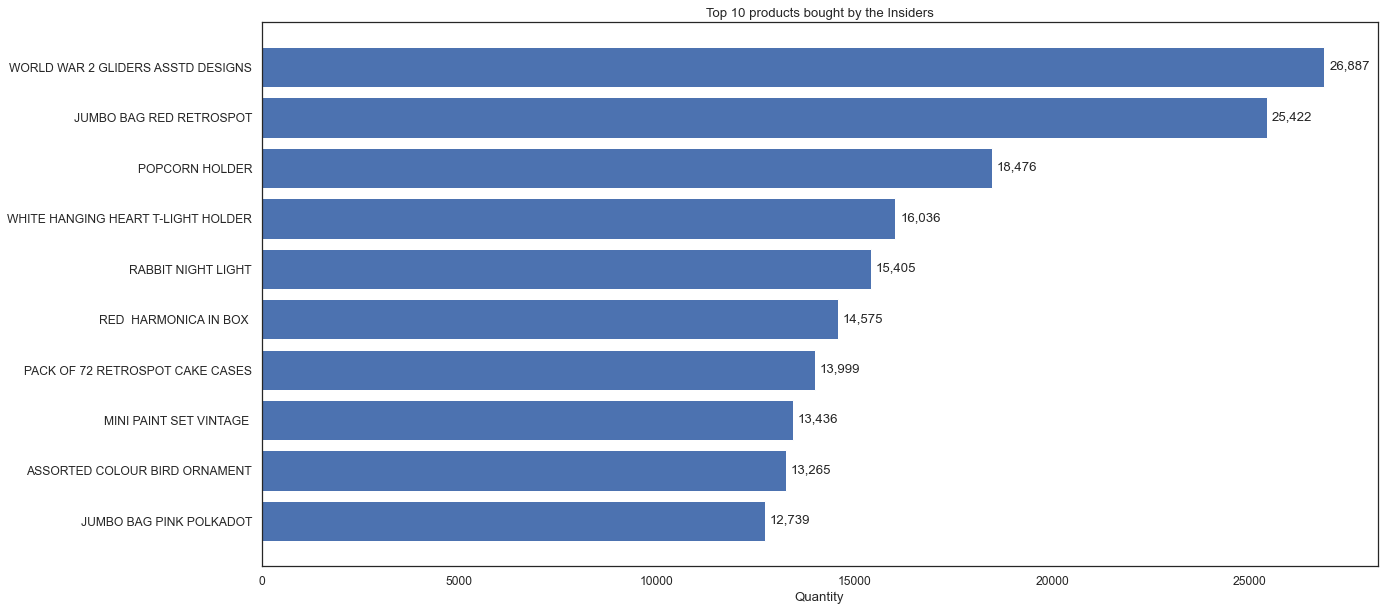 Top 10 products bought by the Insiders
WORLD WAR 2 GLIDERS ASSTD DESIGNS 26,887
JUMBO BAG RED RETROSPOT 25,422
POPCORN HOLDER 18,476
WHITE HANGING HEART T-LIGHT HOLDER 16,036
RABBIT NIGHT LIGHT 15,405
RED  HARMONICA IN BOX 14,575
PACK OF 72 RETROSPOT CAKE CASES 13,999
MINI PAINT SET VINTAGE 13,436
ASSORTED COLOUR BIRD ORNAMENT 13,265
JUMBO BAG PINK POLKADOT 12,739
0 5000 10000 15000 20000 25000
Quantity